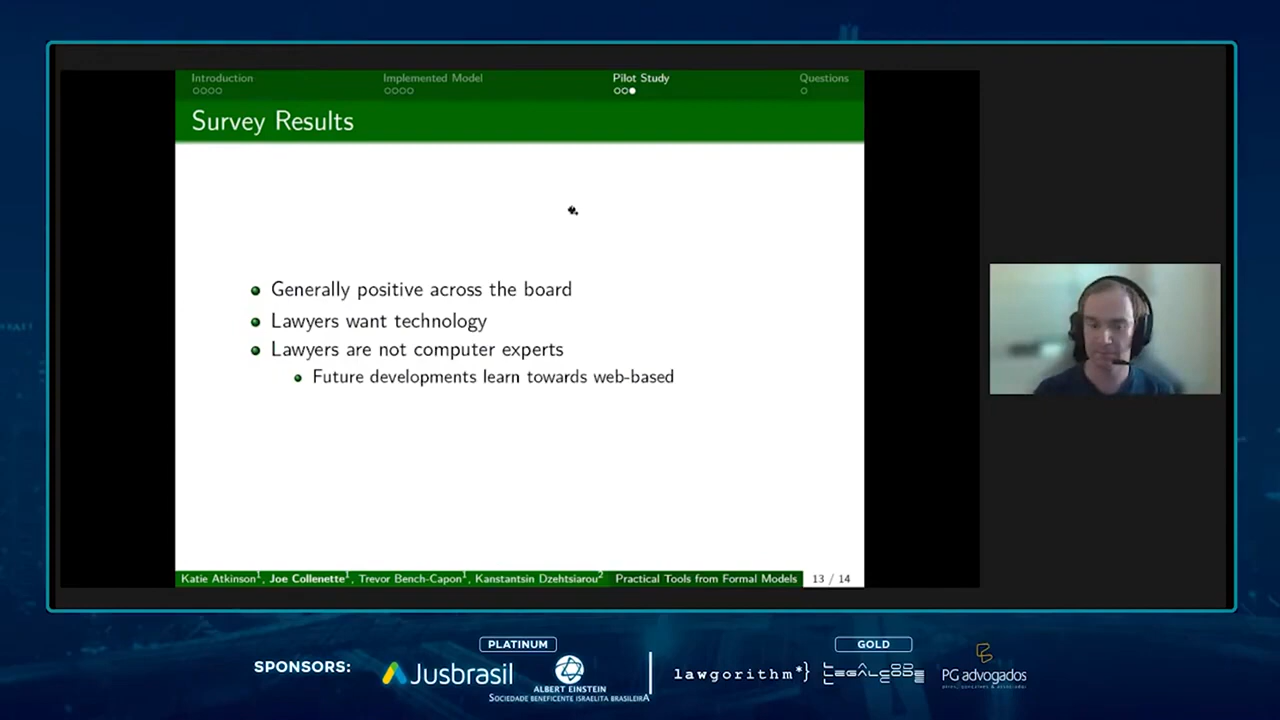 Introduction
Implemented Model
Pilot Study
Questions
Survey Results
Generally positive across the board
Lawyers want technology
Lawyers are not computer experts
Future developments learn towards web-based
Katie Atkinson¹, Joe Collenette¹, Trevor Bench-Capon¹, Kanstantsin Dzehtsiarou²
Practical Tools from Formal Models
13 / 14
SPONSORS:
PLATINUM
Jusbrasil
ALBERT EINSTEIN
SOCIEDADE BENEFICENTE ISRAELITA BRASILEIRA
GOLD
lawgorithm*}
LEGALCODE
PG advogados